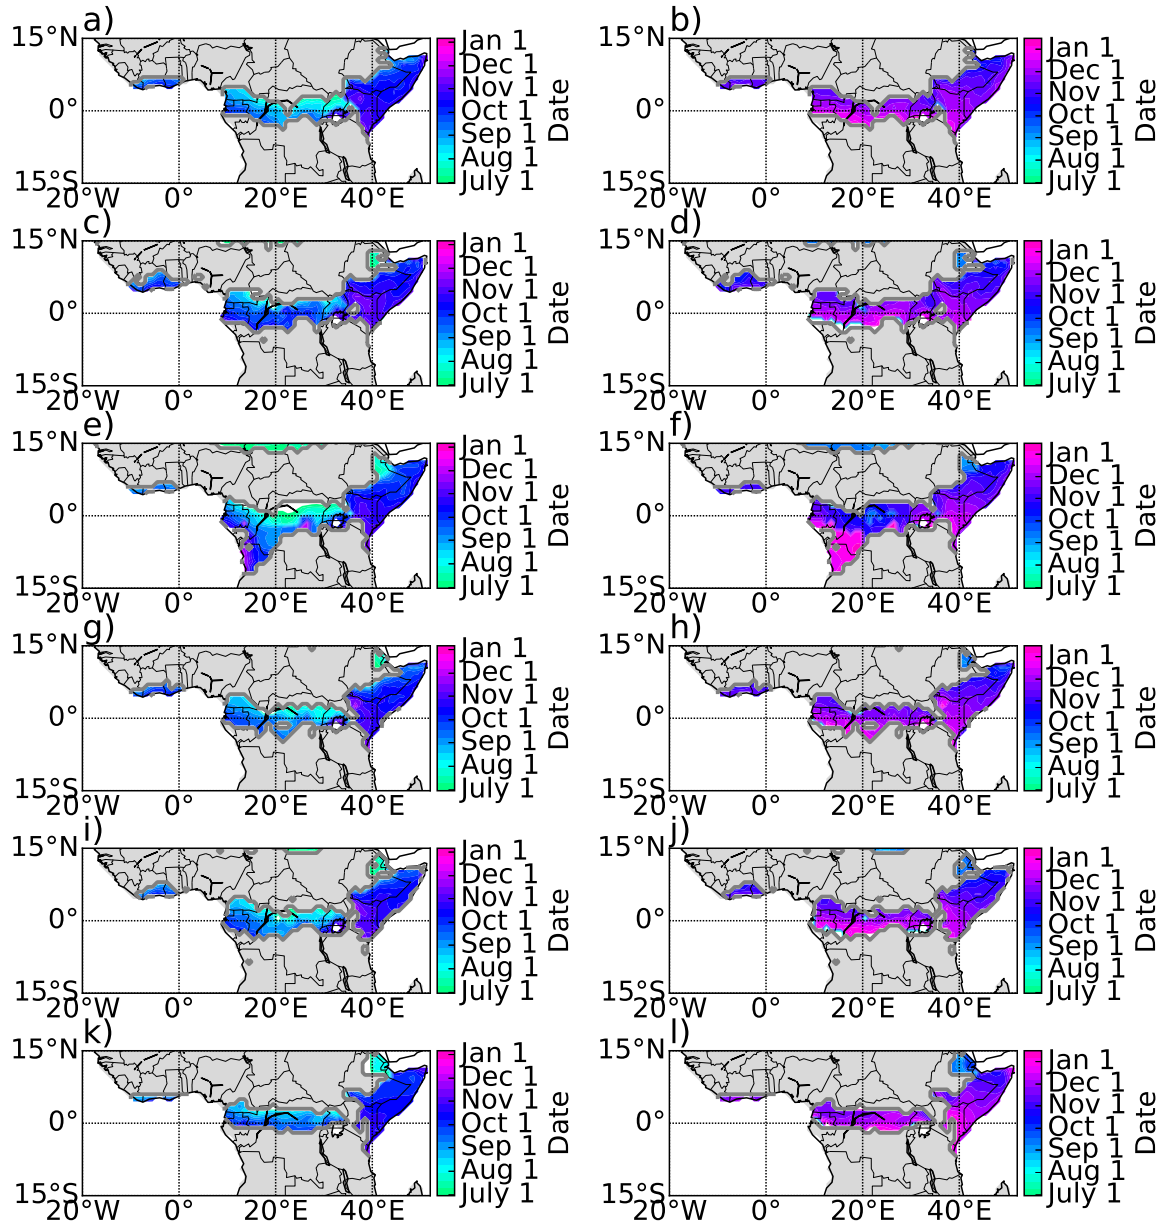 a) b)
15°N Jan 1 15°N Jan 1
Dec 1 Dec 1
Nov 1 Nov 1
0° Oct 1 Date 0° Oct 1 Date
Sep 1 Sep 1
Aug 1 Aug 1
15°S July 1 15°S July 1
20°W 0° 20°E 40°E 20°W 0° 20°E 40°E
c) d)
15°N Jan 1 15°N Jan 1
Dec 1 Dec 1
Nov 1 Nov 1
0° Oct 1 Date 0° Oct 1 Date
Sep 1 Sep 1
Aug 1 Aug 1
15°S July 1 15°S July 1
20°W 0° 20°E 40°E 20°W 0° 20°E 40°E
e) f)
15°N Jan 1 15°N Jan 1
Dec 1 Dec 1
Nov 1 Nov 1
0° Oct 1 Date 0° Oct 1 Date
Sep 1 Sep 1
Aug 1 Aug 1
15°S July 1 15°S July 1
20°W 0° 20°E 40°E 20°W 0° 20°E 40°E
g) h)
15°N Jan 1 15°N Jan 1
Dec 1 Dec 1
Nov 1 Nov 1
0° Oct 1 Date 0° Oct 1 Date
Sep 1 Sep 1
Aug 1 Aug 1
15°S July 1 15°S July 1
20°W 0° 20°E 40°E 20°W 0° 20°E 40°E
i) j)
15°N Jan 1 15°N Jan 1
Dec 1 Dec 1
Nov 1 Nov 1
0° Oct 1 Date 0° Oct 1 Date
Sep 1 Sep 1
Aug 1 Aug 1
15°S July 1 15°S July 1
20°W 0° 20°E 40°E 20°W 0° 20°E 40°E
k) l)
15°N Jan 1 15°N Jan 1
Dec 1 Dec 1
Nov 1 Nov 1
0° Oct 1 Date 0° Oct 1 Date
Sep 1 Sep 1
Aug 1 Aug 1
15°S July 1 15°S July 1
20°W 0° 20°E 40°E 20°W 0° 20°E 40°E